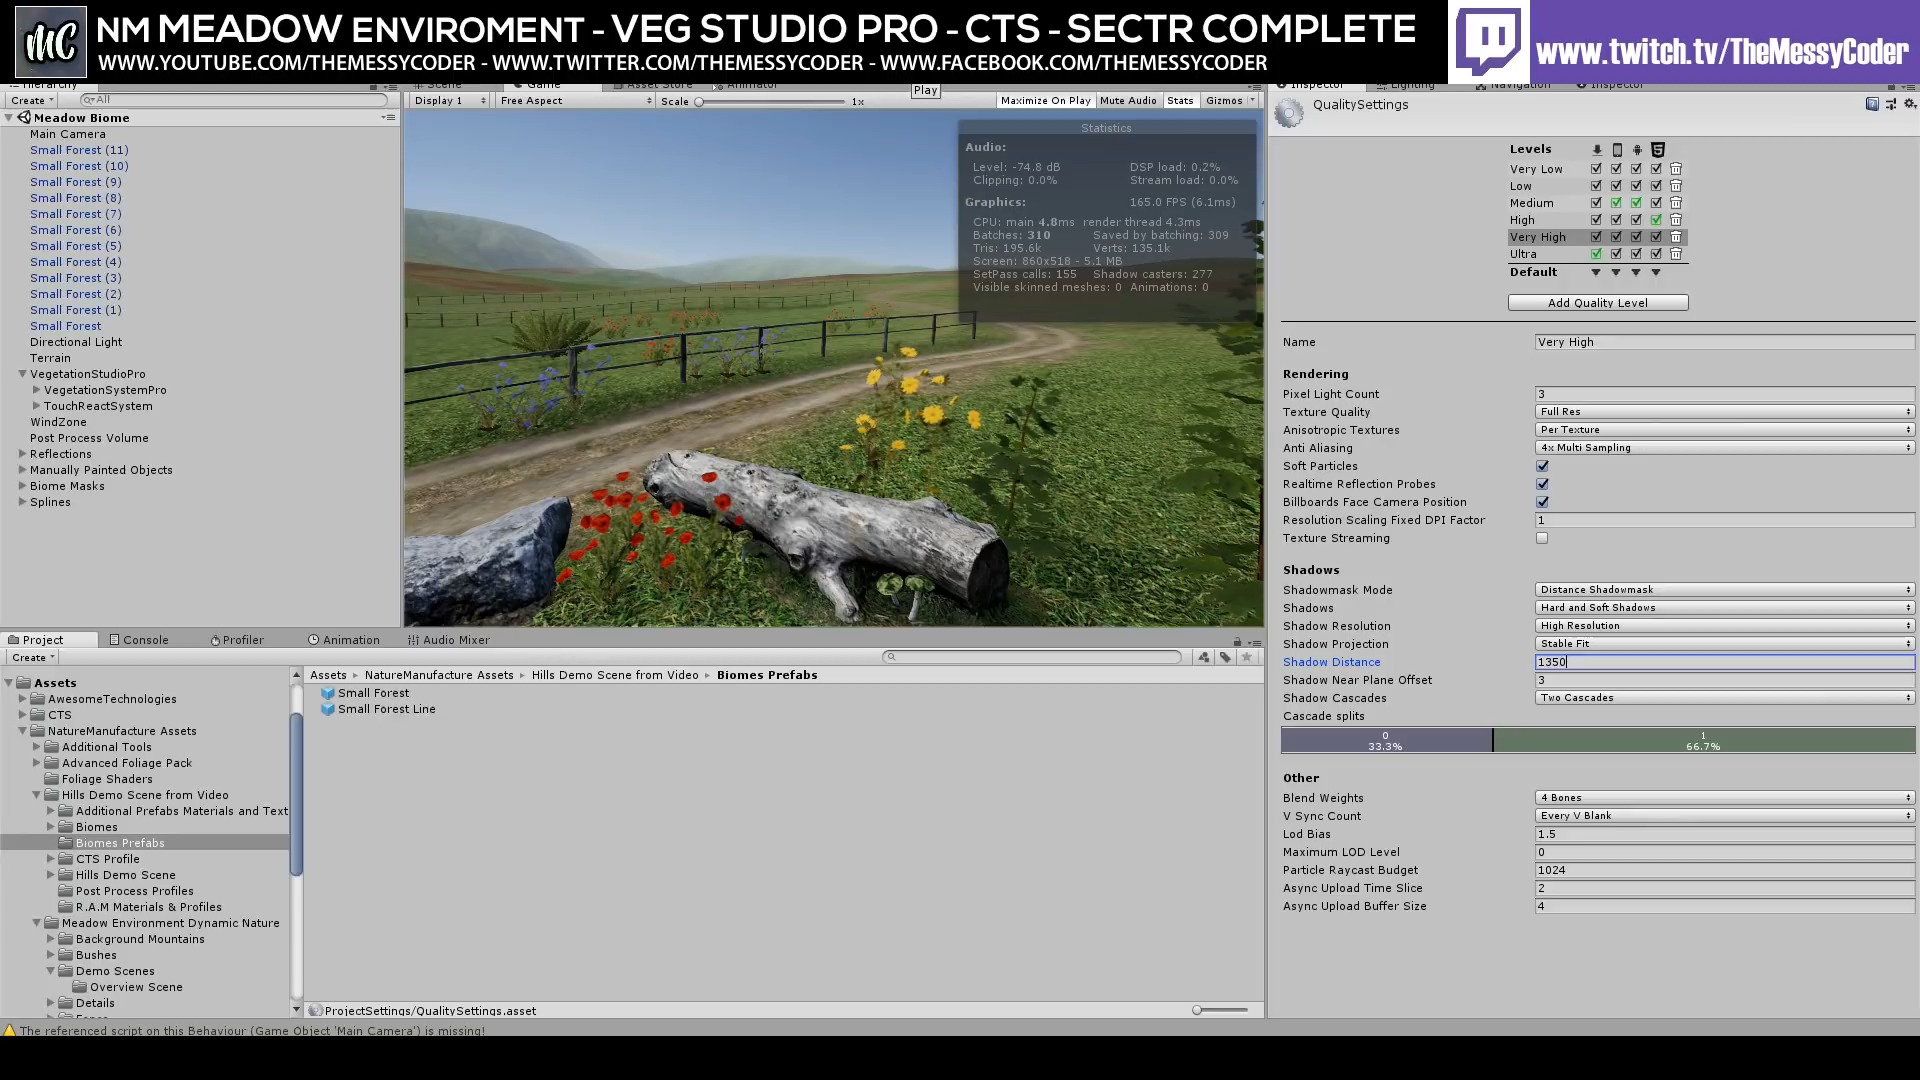 MC
NM MEADOW ENVIROMENT - VEG STUDIO PRO - CTS - SECTR COMPLETE
WWW.YOUTUBE.COM/THEMESSYCODER - WWW.TWITTER.COM/THEMESSYCODER - WWW.FACEBOOK.COM/THEMESSYCODER
www.twitch.tv/TheMessyCoder
Hierarchy
Create
All
Meadow Biome
Main Camera
Small Forest (11)
Small Forest (10)
Small Forest (9)
Small Forest (8)
Small Forest (7)
Small Forest (6)
Small Forest (5)
Small Forest (4)
Small Forest (3)
Small Forest (2)
Small Forest (1)
Small Forest
Directional Light
Terrain
VegetationStudioPro
VegetationSystemPro
TouchReactSystem
WindZone
Post Process Volume
Reflections
Manually Painted Objects
Biome Masks
Splines
Scene Game Asset Store Animator
Play
Display 1 Free Aspect Scale 1x Maximize On Play Mute Audio Stats Gizmos
Statistics
Audio:
Level: -74.8 dB DSP load: 0.2%
Clipping: 0.0% Stream load: 0.0%
Graphics: 165.0 FPS (6.1ms)
CPU: main 4.8ms render thread 4.3ms
Batches: 310 Saved by batching: 309
Tris: 195.6k Verts: 135.1k
Screen: 860x518 - 5.1 MB
SetPass calls: 155 Shadow casters: 277
Visible skinned meshes: 0 Animations: 0
Inspector Lighting Navigation Inspector
QualitySettings
Levels
Very Low
Low
Medium
High
Very High
Ultra
Default
Add Quality Level
Name Very High
Rendering
Pixel Light Count 3
Texture Quality Full Res
Anisotropic Textures Per Texture
Anti Aliasing 4x Multi Sampling
Soft Particles
Realtime Reflection Probes
Billboards Face Camera Position
Resolution Scaling Fixed DPI Factor 1
Texture Streaming
Shadows
Shadowmask Mode Distance Shadowmask
Shadows Hard and Soft Shadows
Shadow Resolution High Resolution
Shadow Projection Stable Fit
Shadow Distance 1350
Shadow Near Plane Offset 3
Shadow Cascades Two Cascades
Cascade splits
0 1
33.3% 66.7%
Other
Blend Weights 4 Bones
V Sync Count Every V Blank
Lod Bias 1.5
Maximum LOD Level 0
Particle Raycast Budget 1024
Async Upload Time Slice 2
Async Upload Buffer Size 4
Project Console Profiler Animation Audio Mixer
Create
Assets
AwesomeTechnologies
CTS
NatureManufacture Assets
Additional Tools
Advanced Foliage Pack
Foliage Shaders
Hills Demo Scene from Video
Additional Prefabs Materials and Text
Biomes
Biomes Prefabs
CTS Profile
Hills Demo Scene
Post Process Profiles
R.A.M Materials & Profiles
Meadow Environment Dynamic Nature
Background Mountains
Bushes
Demo Scenes
Overview Scene
Details
Assets NatureManufacture Assets Hills Demo Scene from Video Biomes Prefabs
Small Forest
Small Forest Line
ProjectSettings/QualitySettings.asset
The referenced script on this Behaviour (Game Object 'Main Camera') is missing!